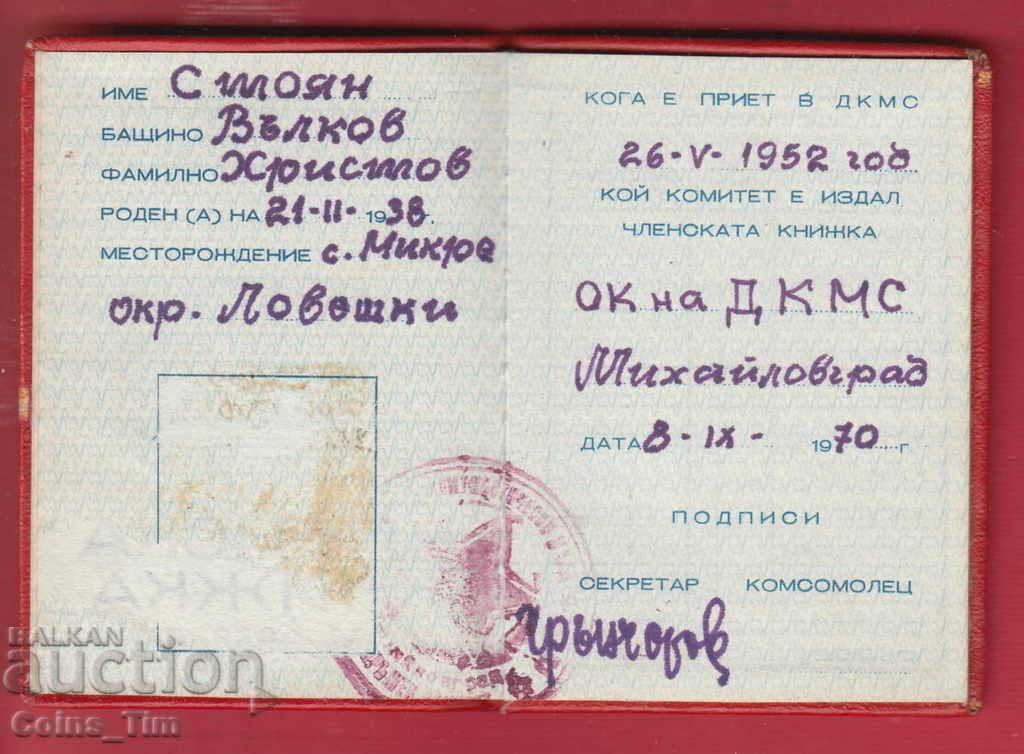 ИМЕ Стоян
БАЩИНО Вълков
ФАМИЛНО Христов
РОДЕН (А) НА 21-II- 1938 г.
МЕСТОРОЖДЕНИЕ с. Микре
окр. Ловешки
КОГА Е ПРИЕТ В ДКМС
26-V-1952 год
КОЙ КОМИТЕТ Е ИЗДАЛ
ЧЛЕНСКАТА КНИЖКА
ОК на ДКМС
Михайловград
ДАТА 8-IX- 1970 г.
ПОДПИСИ
СЕКРЕТАР КОМСОМОЛЕЦ
BALKAN
auction
Coins_Tim